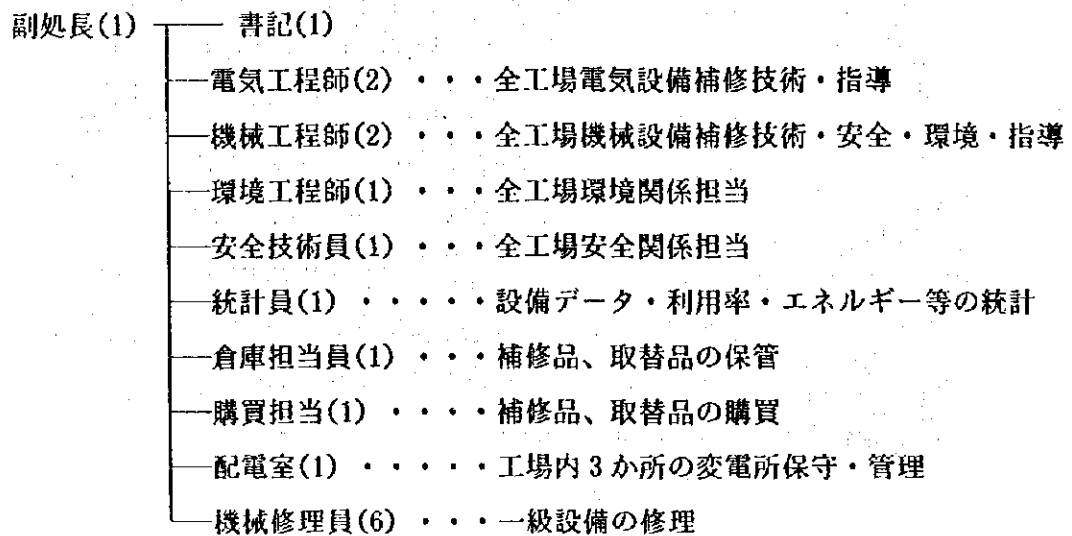 副処長(1) 書記(1)
電気工程師(2) ・・・全工場電気設備補修技術・指導
機械工程師(2) ・・・全工場機械設備補修技術・安全・環境・指導
環境工程師(1) ・・・全工場環境関係担当
安全技術員(1) ・・・全工場安全関係担当
統計員(1) ・・・・・設備データ・利用率・エネルギー等の統計
倉庫担当員(1) ・・・補修品、取替品の保管
購買担当(1) ・・・・補修品、取替品の購買
配電室(1) ・・・・・工場内3か所の変電所保守・管理
機械修理員(6) ・・・一級設備の修理